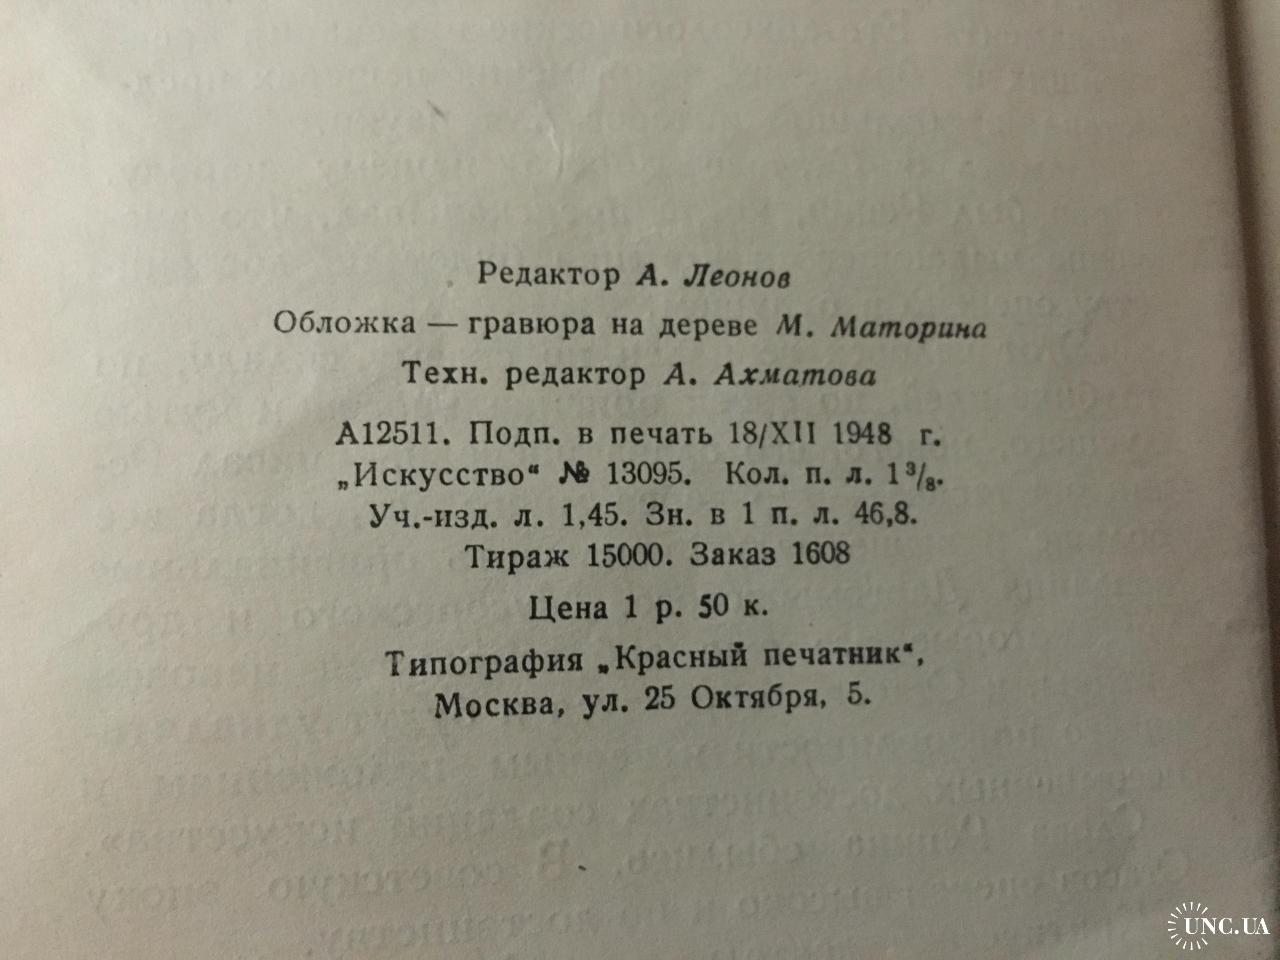 Редактор А. Леонов
Обложка — гравюра на дереве М. Маторина
Техн. редактор А. Ахматова
А12511. Подп. в печать 18/XII 1948 г.
„Искусство“ № 13095. Кол. п. л. 1 3/8.
Уч.-изд. л. 1,45. Зн. в 1 п. л. 46,8.
Тираж 15000. Заказ 1608
Цена 1 р. 50 к.
Типография „Красный печатник“,
Москва, ул. 25 Октября, 5.
UNC.UA